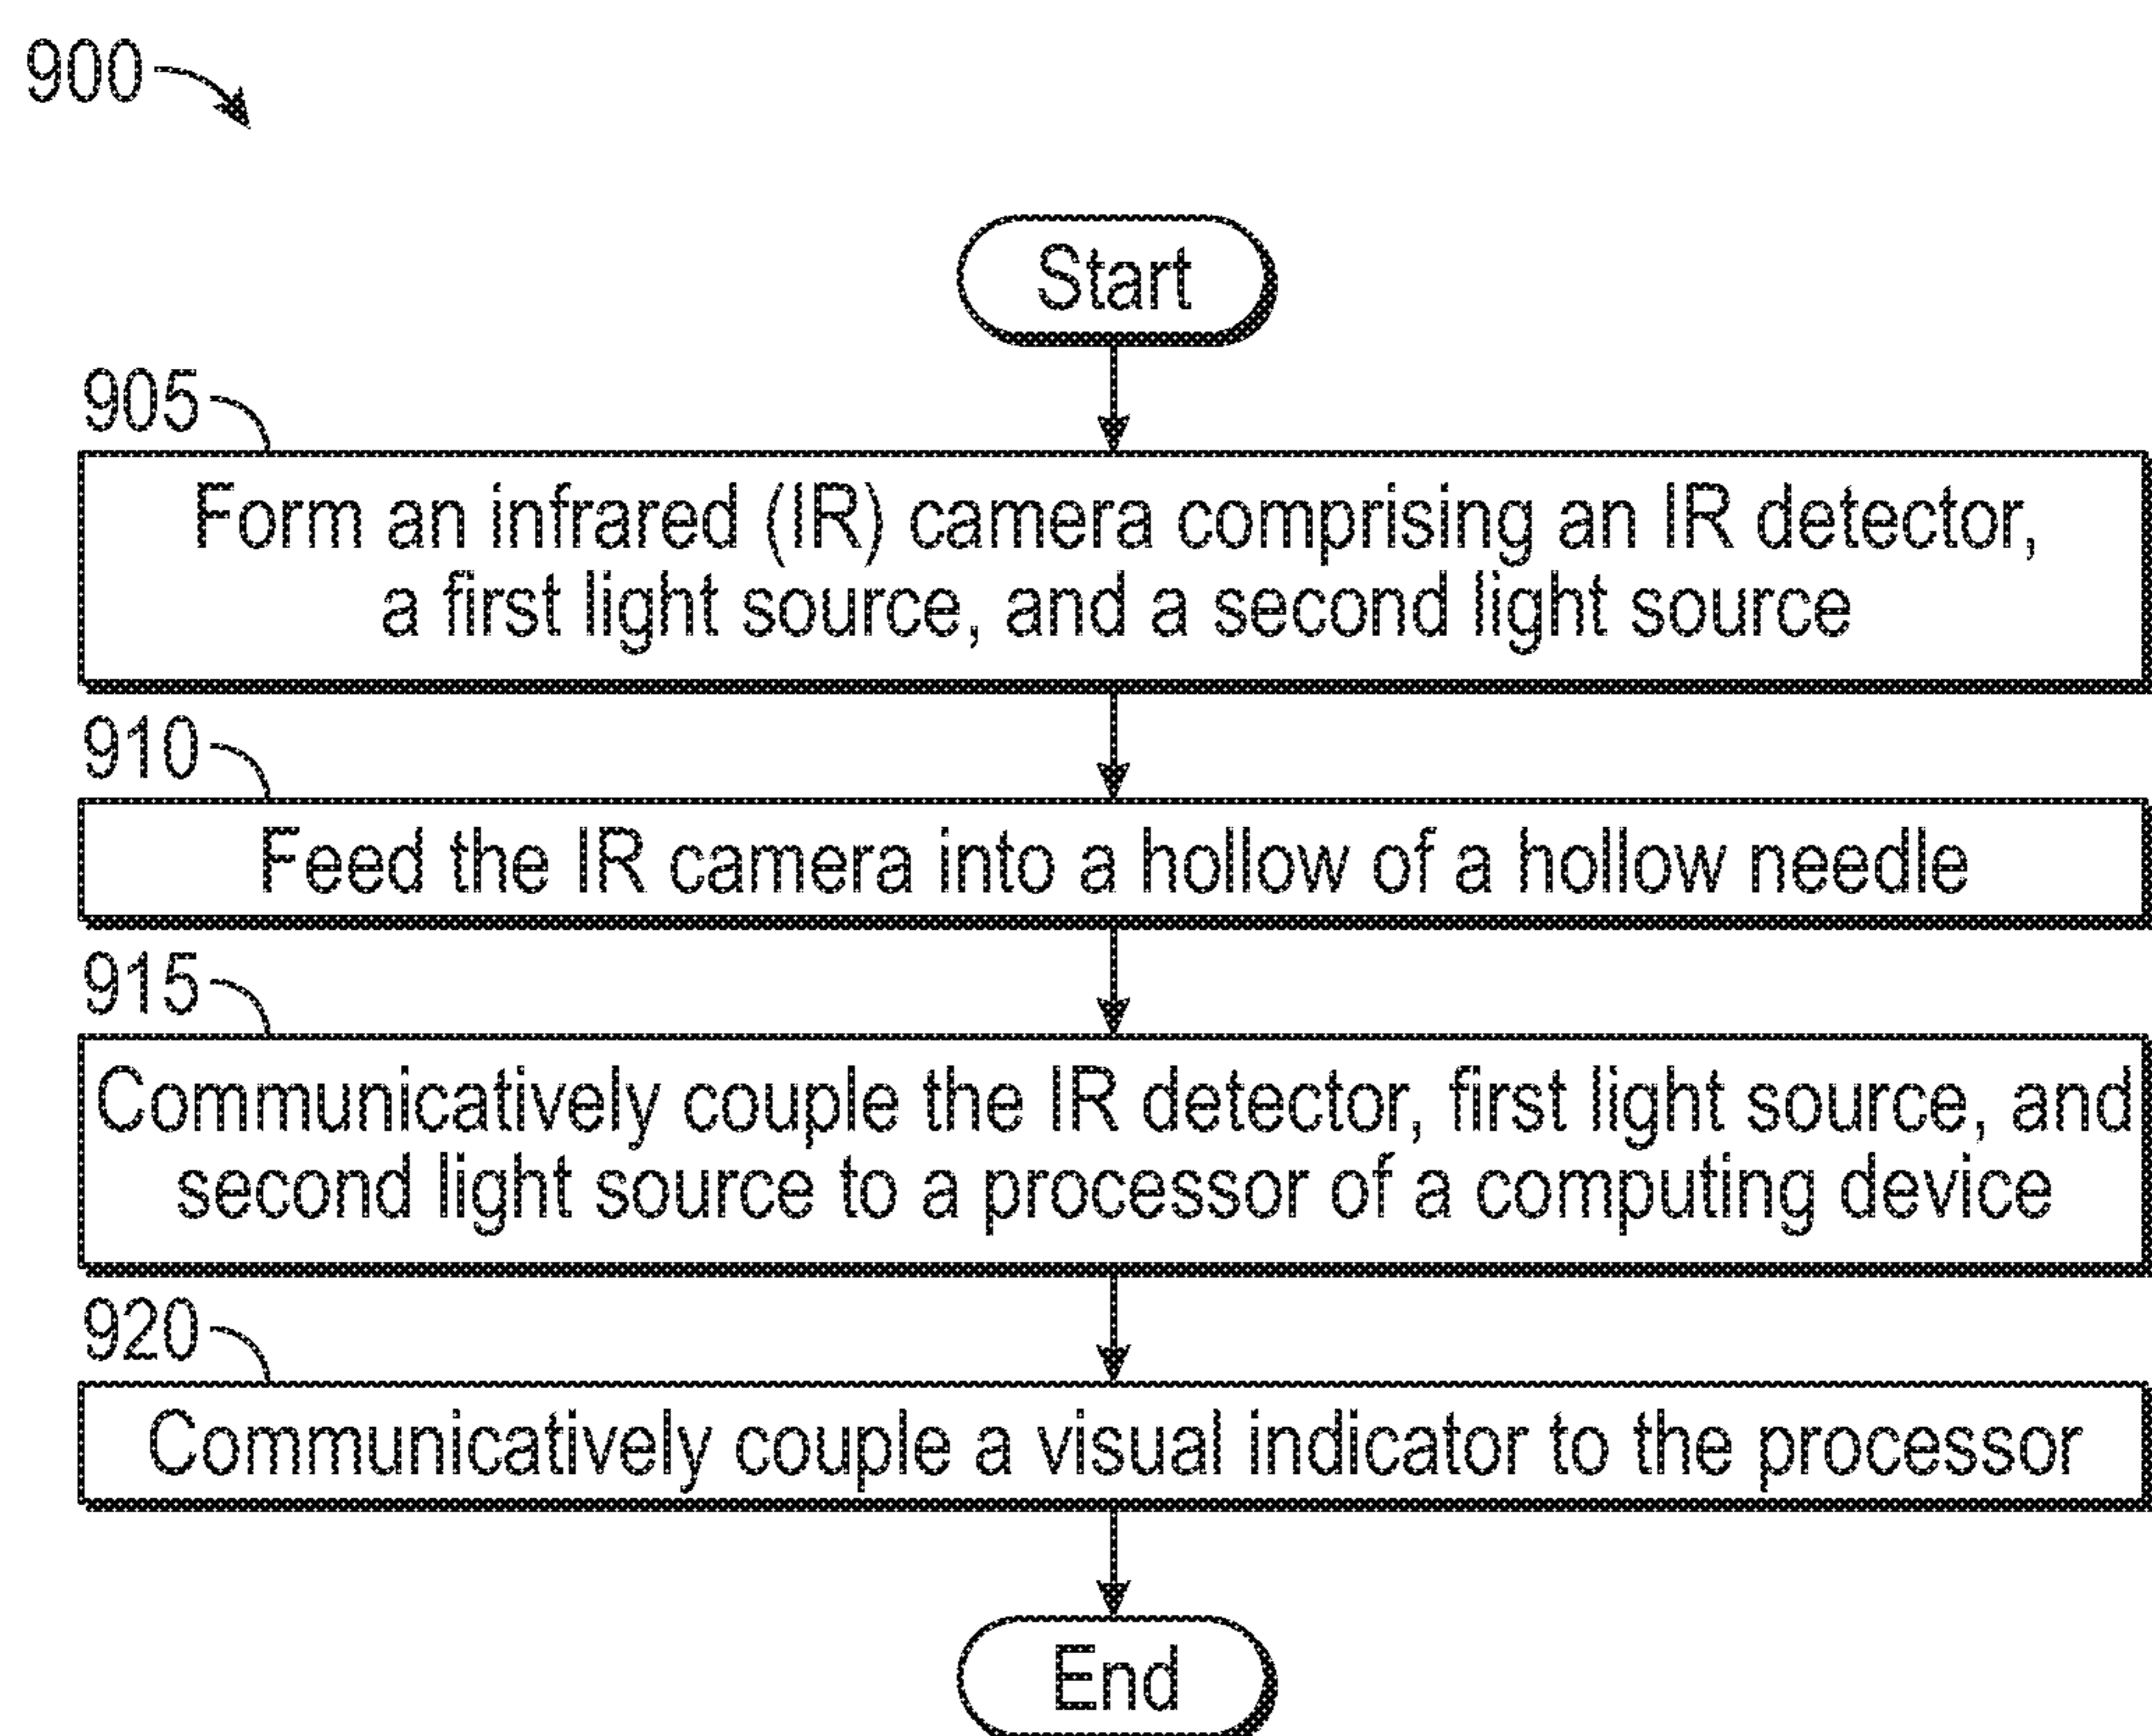 900
Start
905
Form an infrared (IR) camera comprising an IR detector,
a first light source, and a second light source
910
Feed the IR camera into a hollow of a hollow needle
915
Communicatively couple the IR detector, first light source, and
second light source to a processor of a computing device
920
Communicatively couple a visual indicator to the processor
End